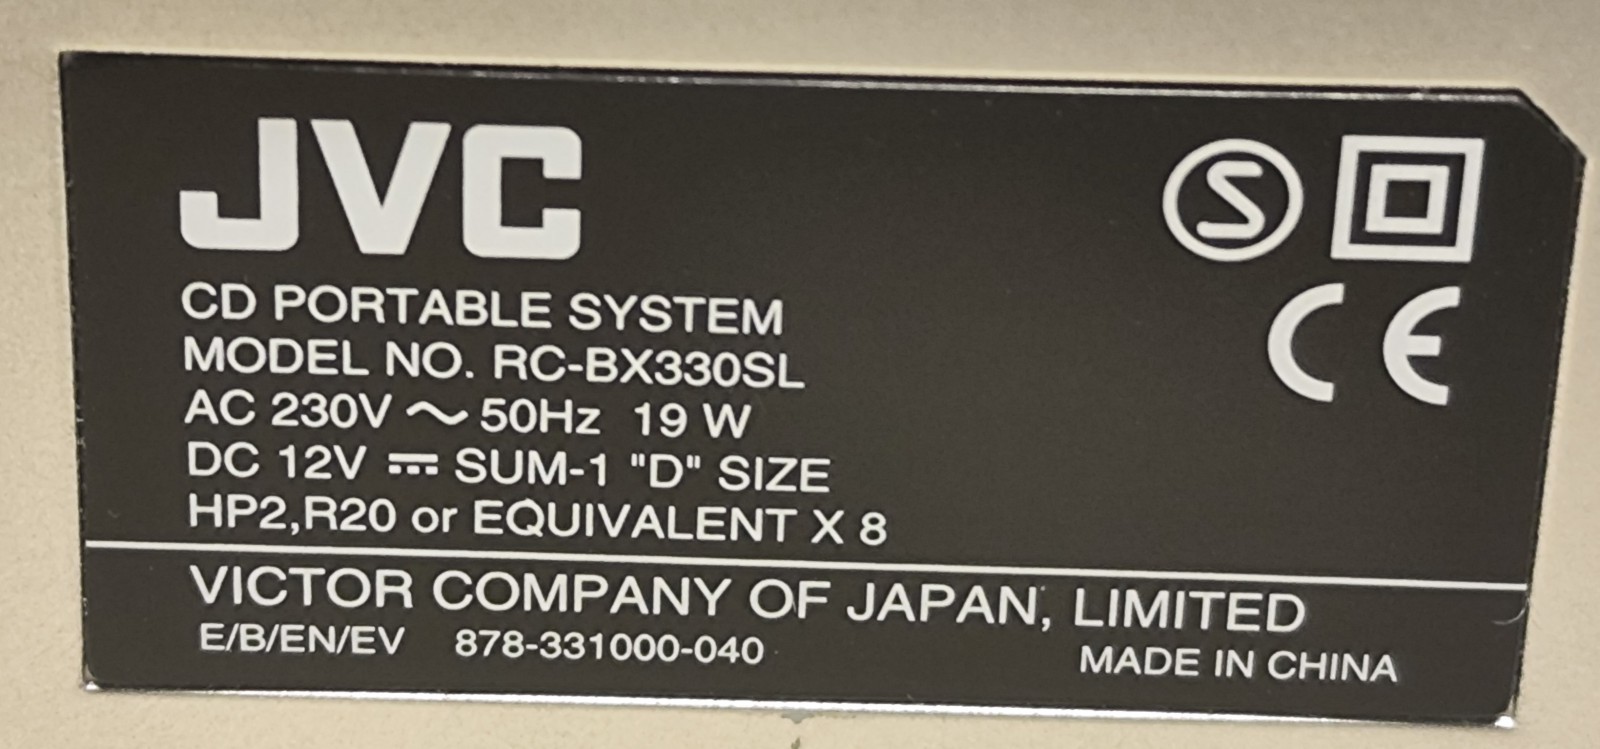 JVC
CD PORTABLE SYSTEM
MODEL NO. RC-BX330SL
AC 230V ~ 50Hz 19 W
DC 12V ⎓ SUM-1 "D" SIZE
HP2,R20 or EQUIVALENT X 8
VICTOR COMPANY OF JAPAN, LIMITED
E/B/EN/EV 878-331000-040
MADE IN CHINA
S
CE